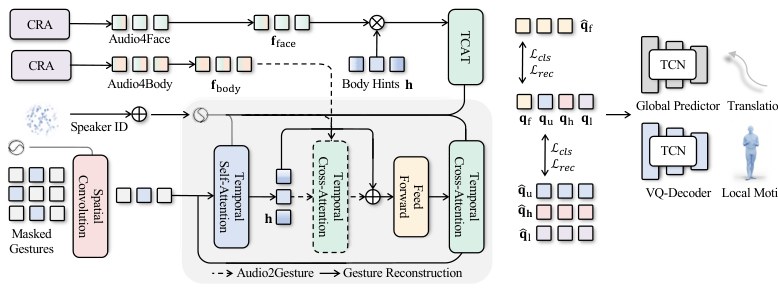 CRA
Audio4Face
f_face
CRA
Audio4Body
f_body
Body Hints h
TCAT
Speaker ID
Masked
Gestures
Spatial
Convolution
Temporal
Self-Attention
h
Temporal
Cross-Attention
Feed
Forward
Temporal
Cross-Attention
Audio2Gesture
Gesture Reconstruction
q̂_f
ℒ_cls
ℒ_rec
q_f q_u q_h q_l
ℒ_cls
ℒ_rec
q̂_u
q̂_h
q̂_l
TCN
Global Predictor
Translatio
TCN
VQ-Decoder
Local Moti